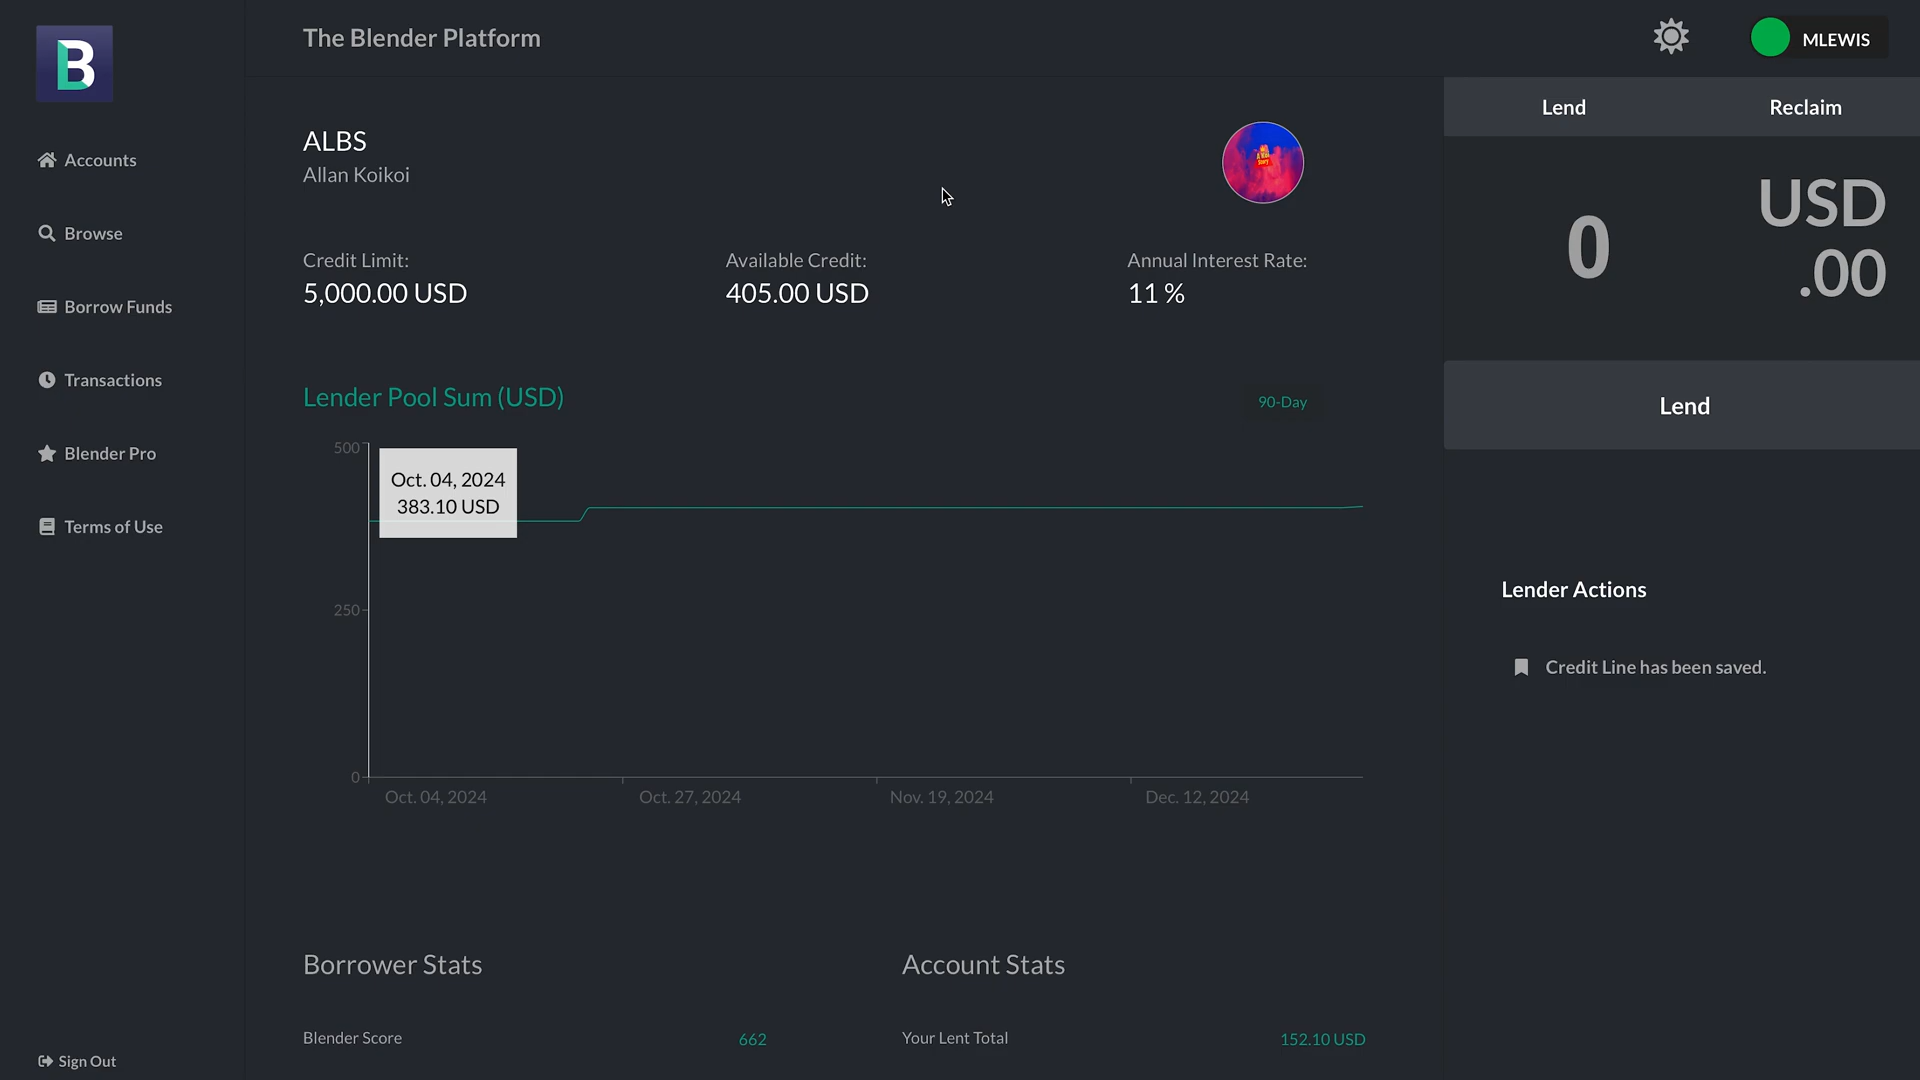 B
The Blender Platform
MLEWIS
Accounts
Browse
Borrow Funds
Transactions
Blender Pro
Terms of Use
Sign Out
ALBS
Allan Koikoi
Credit Limit:
5,000.00 USD
Available Credit:
405.00 USD
Annual Interest Rate:
11 %
Lender Pool Sum (USD)
90-Day
500
250
0
Oct. 04, 2024
383.10 USD
Oct. 04, 2024
Oct. 27, 2024
Nov. 19, 2024
Dec. 12, 2024
Borrower Stats
Blender Score
662
Account Stats
Your Lent Total
152.10 USD
Lend
Reclaim
0
USD
.00
Lend
Lender Actions
Credit Line has been saved.